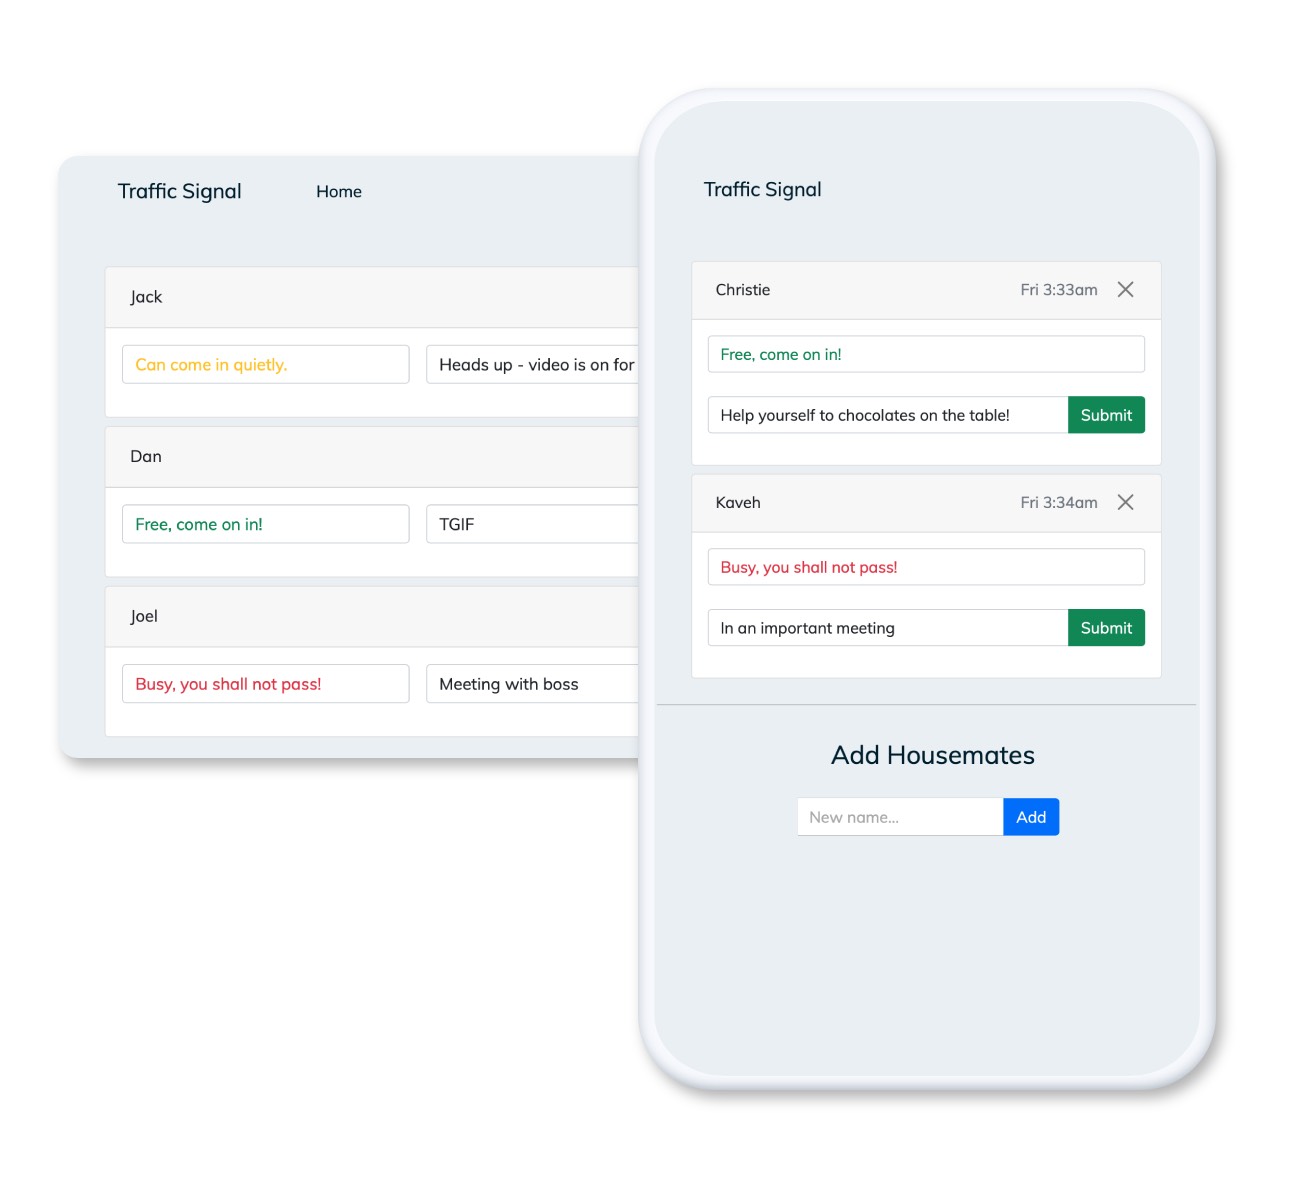 Traffic Signal
Home
Jack
Can come in quietly.
Heads up - video is on for
Dan
Free, come on in!
TGIF
Joel
Busy, you shall not pass!
Meeting with boss
Traffic Signal
Christie
Fri 3:33am
Free, come on in!
Help yourself to chocolates on the table!
Submit
Kaveh
Fri 3:34am
Busy, you shall not pass!
In an important meeting
Submit
Add Housemates
New name...
Add